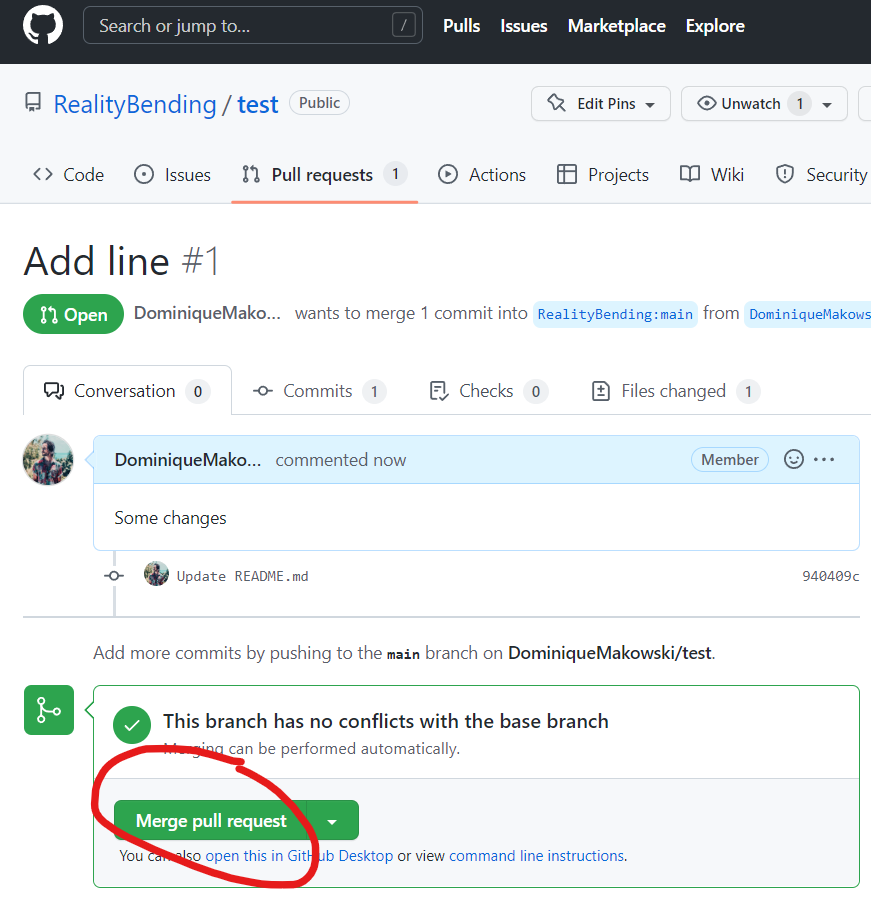 Search or jump to... /
Pulls Issues Marketplace Explore
RealityBending / test Public
Edit Pins Unwatch 1
Code Issues Pull requests 1 Actions Projects Wiki Security
Add line #1
Open DominiqueMako... wants to merge 1 commit into RealityBending:main from DominiqueMakows
Conversation 0 Commits 1 Checks 0 Files changed 1
DominiqueMako... commented now Member ...
Some changes
Update README.md 940409c
Add more commits by pushing to the main branch on DominiqueMakowski/test.
This branch has no conflicts with the base branch
Merging can be performed automatically.
Merge pull request
You can also open this in GitHub Desktop or view command line instructions.